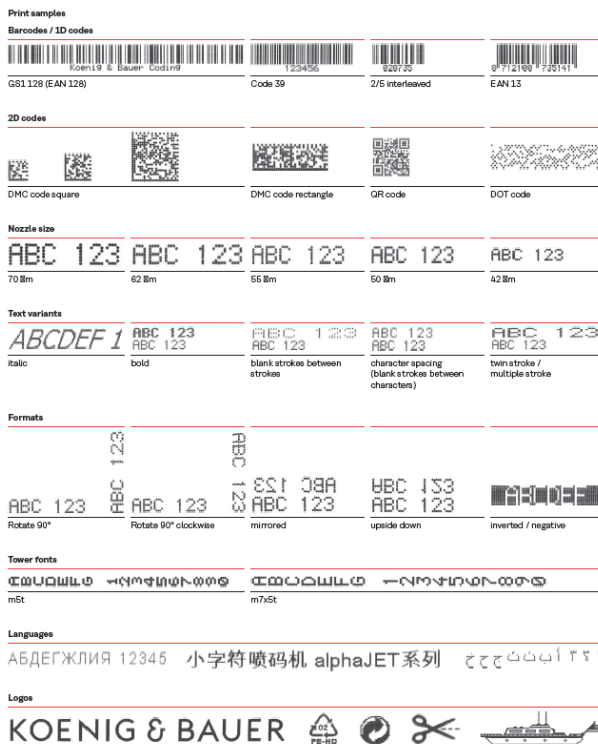 Print samples
Barcodes / 1D codes
Koenig & Bauer Coding
123456
028735
0 712100 735141
GS1 128 (EAN 128)
Code 39
2/5 interleaved
EAN 13
2D codes
DMC code square
DMC code rectangle
QR code
DOT code
Nozzle size
ABC 123 ABC 123 ABC 123 ABC 123 ABC 123
70 m
62 m
55 m
50 m
42 m
Text variants
ABCDEF 1
ABC 123
ABC 123
ABC 123
ABC 123
ABC 123
ABC 123
ABC 123
ABC 123
italic
bold
blank strokes between
strokes
character spacing
(blank strokes between
characters)
twin stroke /
multiple stroke
Formats
ABC 123
ABC 123
ABC 123
ABC 123
ABC 123
ABC 123
ABC 123
ABC 123
ABCDEF
Rotate 90°
Rotate 90° clockwise
mirrored
upside down
inverted / negative
Tower fonts
ABCDEFG 1234567890
ABCDEFG 1234567890
m5t
m7x5t
Languages
АБДЕГЖЛИЯ 12345 小字符喷码机 alphaJET系列
Logos
KOENIG & BAUER
02
PE-HD